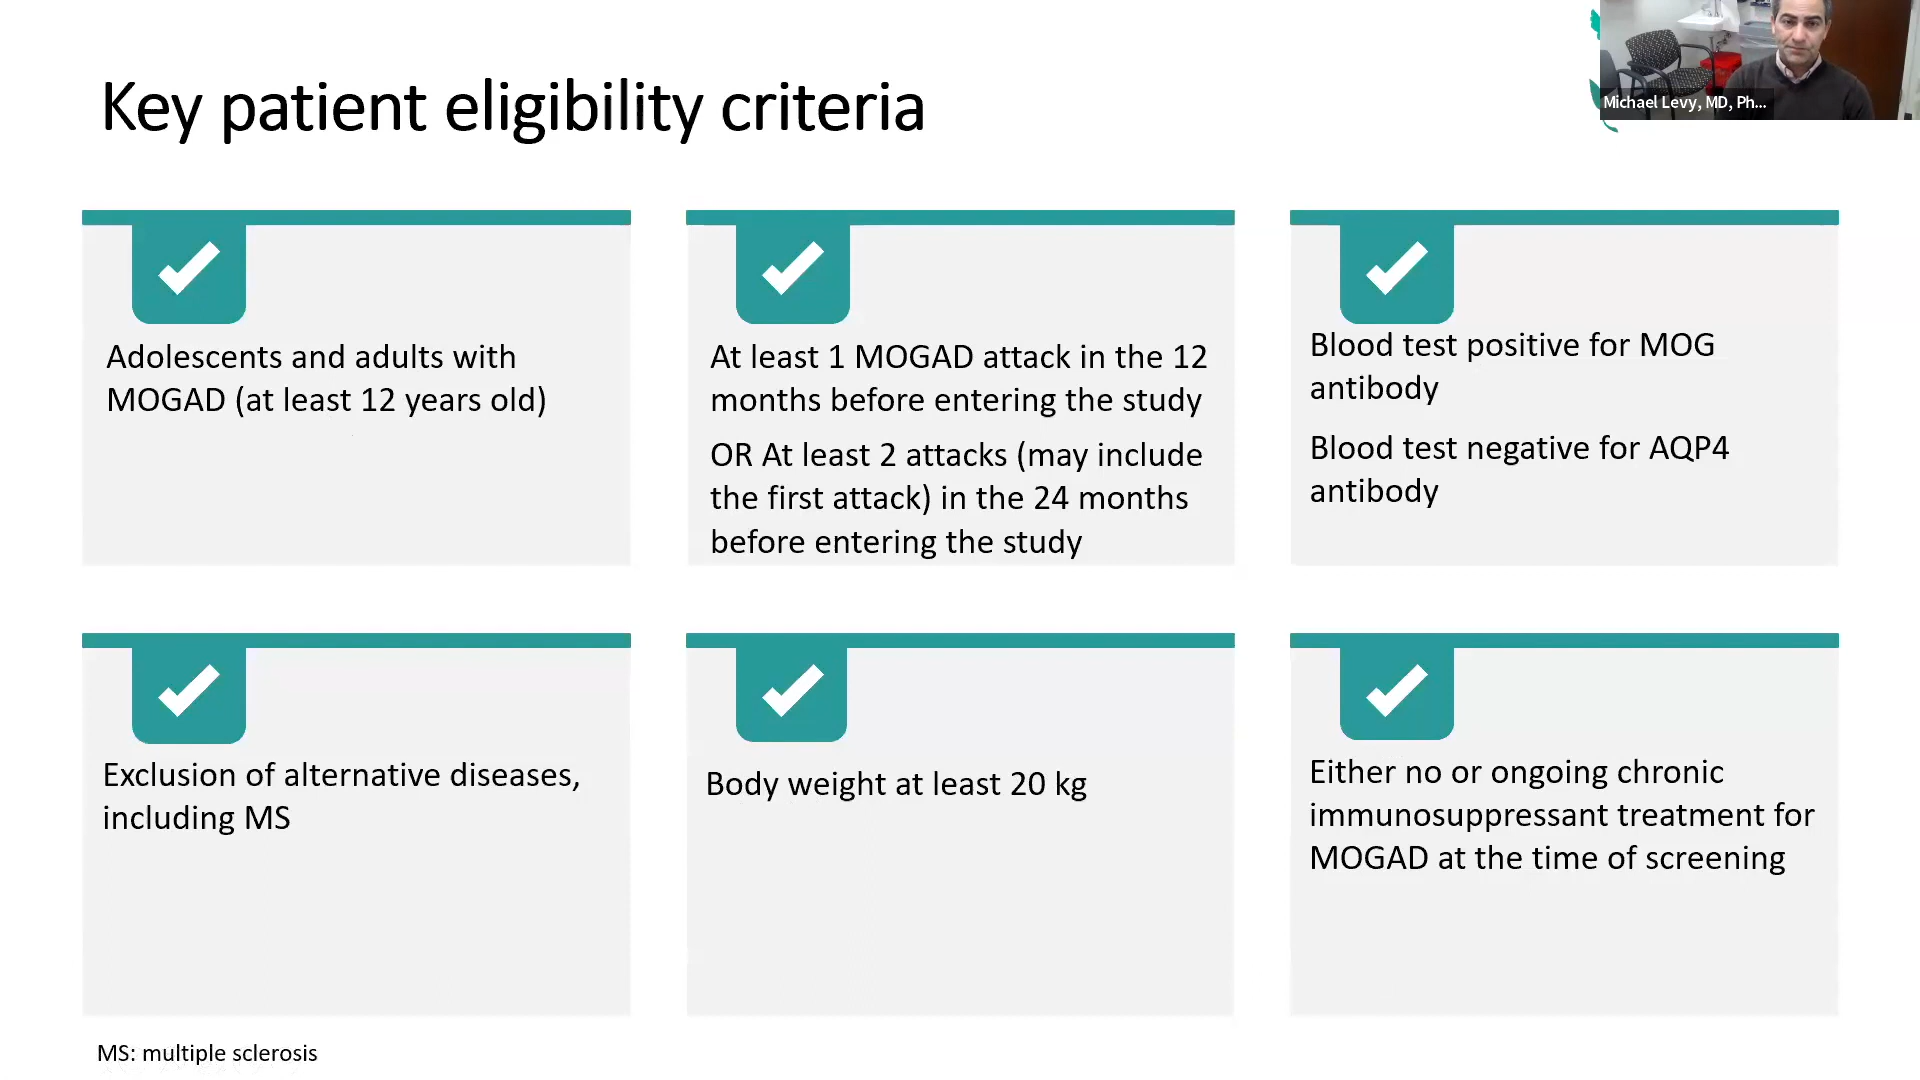 Key patient eligibility criteria
Michael Levy, MD, Ph...
Adolescents and adults with
MOGAD (at least 12 years old)
At least 1 MOGAD attack in the 12
months before entering the study
OR At least 2 attacks (may include
the first attack) in the 24 months
before entering the study
Blood test positive for MOG
antibody
Blood test negative for AQP4
antibody
Exclusion of alternative diseases,
including MS
Body weight at least 20 kg
Either no or ongoing chronic
immunosuppressant treatment for
MOGAD at the time of screening
MS: multiple sclerosis